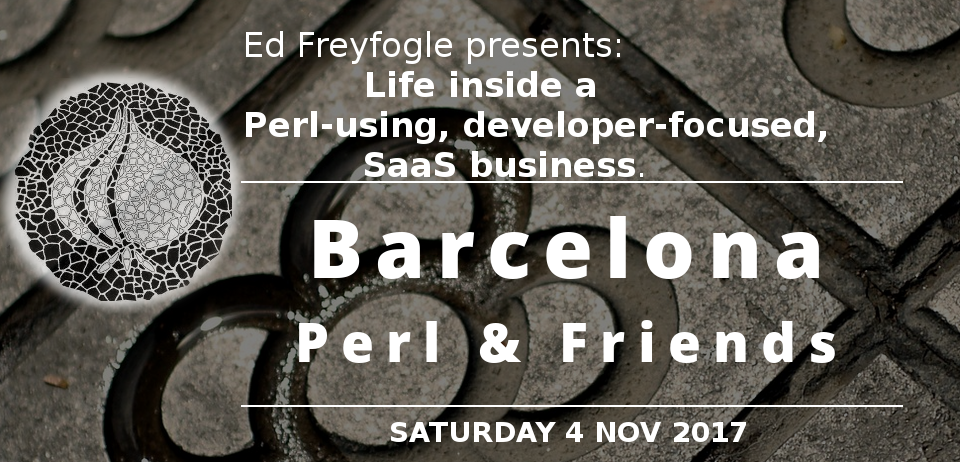 Ed Freyfogle presents:
Life inside a
Perl-using, developer-focused,
SaaS business.
Barcelona
Perl & Friends
SATURDAY 4 NOV 2017